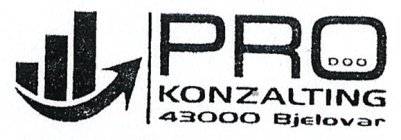 PRO
DOO
KONZALTING
43000 Bjelovar